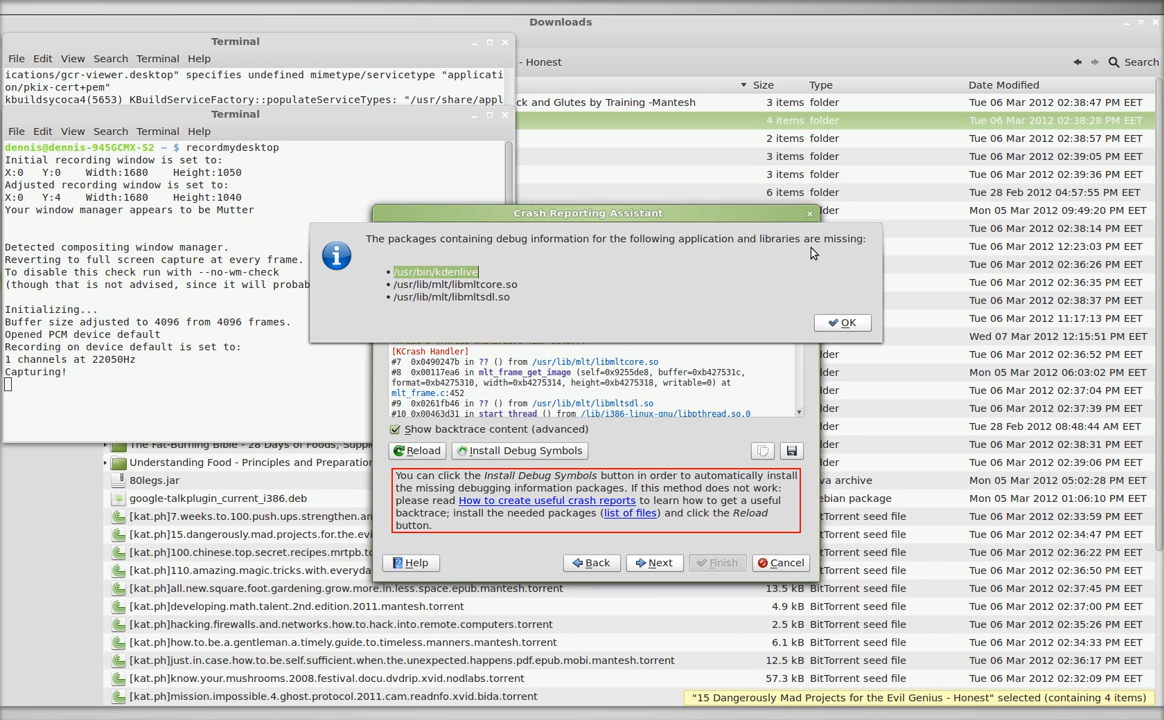 Downloads
Terminal
File Edit View Search Terminal Help
ications/gcr-viewer.desktop" specifies undefined mimetype/servicetype "applicati
on/pkix-cert+pem"
kbuildsycoca4(5653) KBuildServiceFactory::populateServiceTypes: "/usr/share/appl
Terminal
File Edit View Search Terminal Help
dennis@dennis-945GCMX-S2 ~ $ recordmydesktop
Initial recording window is set to:
X:0 Y:0 Width:1680 Height:1050
Adjusted recording window is set to:
X:0 Y:4 Width:1680 Height:1040
Your window manager appears to be Mutter
Detected compositing window manager.
Reverting to full screen capture at every frame.
To disable this check run with --no-wm-check
(though that is not advised, since it will probab
Initializing...
Buffer size adjusted to 4096 from 4096 frames.
Opened PCM device default
Recording on device default is set to:
1 channels at 22050Hz
Capturing!
- Honest
Search
Size Type Date Modified
ck and Glutes by Training -Mantesh 3 items folder Tue 06 Mar 2012 02:38:47 PM EET
4 items folder Tue 06 Mar 2012 02:38:28 PM EET
2 items folder Tue 06 Mar 2012 02:38:57 PM EET
3 items folder Tue 06 Mar 2012 02:39:05 PM EET
3 items folder Tue 06 Mar 2012 02:39:36 PM EET
6 items folder Tue 28 Feb 2012 04:57:55 PM EET
Mon 05 Mar 2012 09:49:20 PM EET
Tue 06 Mar 2012 02:38:14 PM EET
Tue 06 Mar 2012 12:23:03 PM EET
Tue 06 Mar 2012 02:36:35 PM EET
Tue 06 Mar 2012 02:38:37 PM EET
Tue 06 Mar 2012 11:17:13 PM EET
Wed 07 Mar 2012 12:15:51 PM EET
Tue 06 Mar 2012 02:36:52 PM EET
Mon 05 Mar 2012 06:03:02 PM EET
Tue 06 Mar 2012 02:37:04 PM EET
Tue 06 Mar 2012 02:37:39 PM EET
Tue 28 Feb 2012 08:48:44 AM EET
The Fat-Burning Bible - 28 Days of Foods, Suppl Tue 06 Mar 2012 02:38:31 PM EET
Understanding Food - Principles and Preparation Tue 06 Mar 2012 02:39:06 PM EET
80legs.jar va archive Mon 05 Mar 2012 05:02:28 PM EET
google-talkplugin_current_i386.deb ebian package Mon 05 Mar 2012 01:06:10 PM EET
[kat.ph]7.weeks.to.100.push.ups.strengthen.an tTorrent seed file Tue 06 Mar 2012 02:33:59 PM EET
[kat.ph]15.dangerously.mad.projects.for.the.evi tTorrent seed file Tue 06 Mar 2012 02:34:47 PM EET
[kat.ph]100.chinese.top.secret.recipes.mrtpb.to tTorrent seed file Tue 06 Mar 2012 02:36:22 PM EET
[kat.ph]110.amazing.magic.tricks.with.everyda tTorrent seed file Tue 06 Mar 2012 02:36:50 PM EET
[kat.ph]all.new.square.foot.gardening.grow.more.in.less.space.epub.mantesh.torrent 13.5 kB BitTorrent seed file Tue 06 Mar 2012 02:37:45 PM EET
[kat.ph]developing.math.talent.2nd.edition.2011.mantesh.torrent 4.9 kB BitTorrent seed file Tue 06 Mar 2012 02:37:00 PM EET
[kat.ph]hacking.firewalls.and.networks.how.to.hack.into.remote.computers.torrent 2.5 kB BitTorrent seed file Tue 06 Mar 2012 02:35:26 PM EET
[kat.ph]how.to.be.a.gentleman.a.timely.guide.to.timeless.manners.mantesh.torrent 6.1 kB BitTorrent seed file Tue 06 Mar 2012 02:34:33 PM EET
[kat.ph]just.in.case.how.to.be.self.sufficient.when.the.unexpected.happens.pdf.epub.mobi.mantesh.torrent 12.5 kB BitTorrent seed file Tue 06 Mar 2012 02:36:17 PM EET
[kat.ph]know.your.mushrooms.2008.festival.docu.dvdrip.xvid.nodlabs.torrent 57.3 kB BitTorrent seed file Tue 06 Mar 2012 02:32:09 PM EET
[kat.ph]mission.impossible.4.ghost.protocol.2011.cam.readnfo.xvid.bida.torrent
"15 Dangerously Mad Projects for the Evil Genius - Honest" selected (containing 4 items)
Crash Reporting Assistant
The packages containing debug information for the following application and libraries are missing:
• /usr/bin/kdenlive
• /usr/lib/mlt/libmltcore.so
• /usr/lib/mlt/libmltsdl.so
OK
[KCrash Handler]
#7 0x0490247b in ?? () from /usr/lib/mlt/libmltcore.so
#8 0x00117ea6 in mlt_frame_get_image (self=0x9255de8, buffer=0xb427531c,
format=0xb4275310, width=0xb4275314, height=0xb4275318, writable=0) at
mlt_frame.c:452
#9 0x0261fb46 in ?? () from /usr/lib/mlt/libmltsdl.so
#10 0x00463d31 in start_thread () from /lib/i386-linux-gnu/libpthread.so.0
Show backtrace content (advanced)
Reload Install Debug Symbols
You can click the Install Debug Symbols button in order to automatically install
the missing debugging information packages. If this method does not work:
please read How to create useful crash reports to learn how to get a useful
backtrace; install the needed packages (list of files) and click the Reload
button.
Help Back Next Finish Cancel